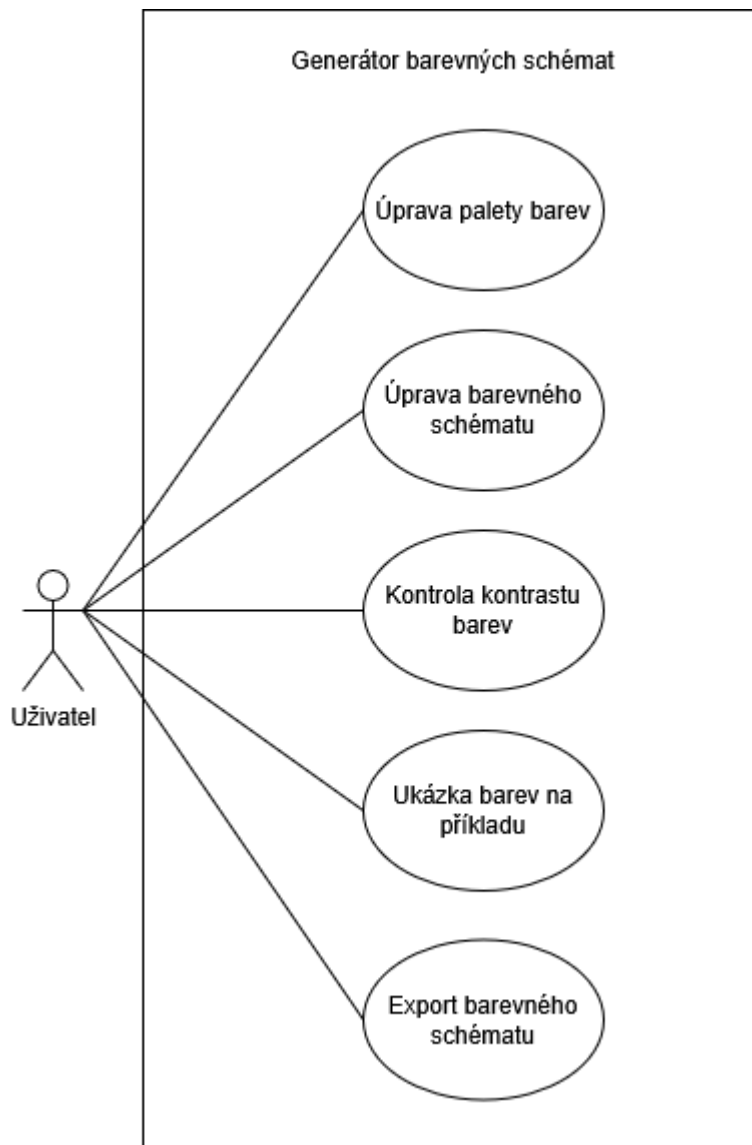 Generátor barevných schémat
Úprava palety barev
Úprava barevného
schématu
Kontrola kontrastu
barev
Uživatel
Ukázka barev na
příkladu
Export barevného
schématu